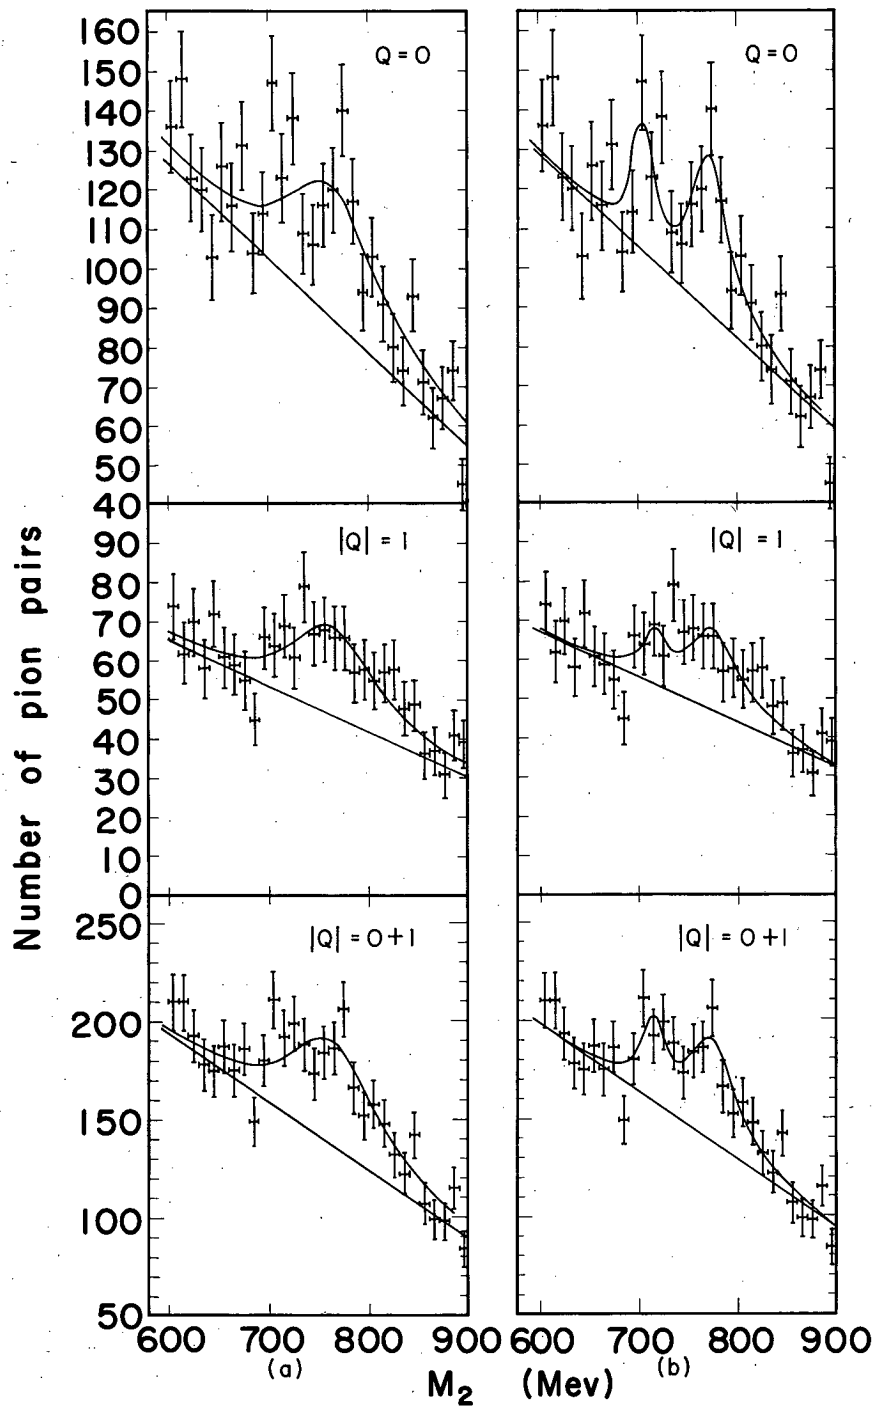 Number of pion pairs
160
150
140
130
120
110
100
90
80
70
60
50
40
Q = 0
Q = 0
90
80
70
60
50
40
30
20
10
0
|Q| = 1
|Q| = 1
250
200
150
100
50
|Q| = 0+1
|Q| = 0+1
600 700 800 900 600 700 800 900
(a) (b)
M2 (Mev)